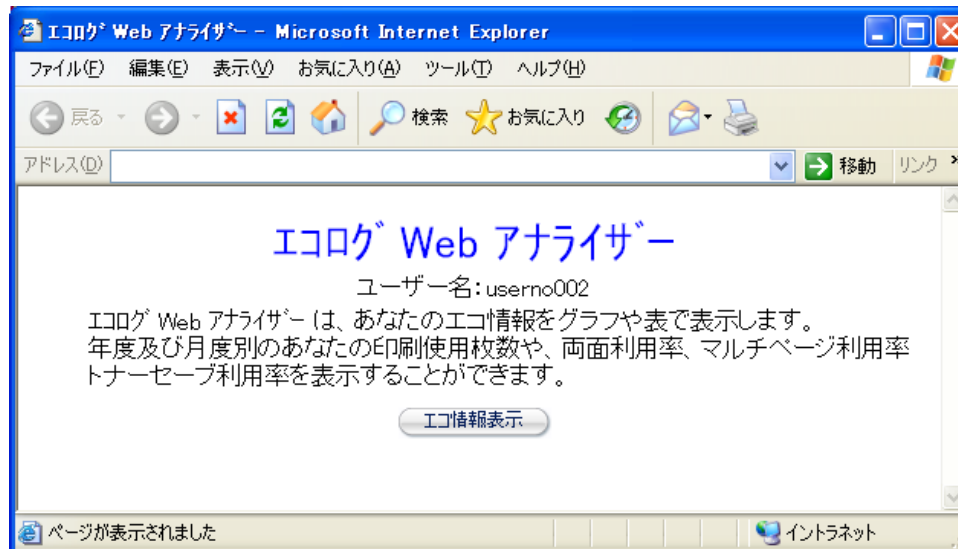 エコログ Web アナライザー - Microsoft Internet Explorer
ファイル(F) 編集(E) 表示(V) お気に入り(A) ツール(T) ヘルプ(H)
戻る 検索 お気に入り
アドレス(D) 移動 リンク »
エコログ Web アナライザー
ユーザー名:userno002
エコログ Web アナライザー は、あなたのエコ情報をグラフや表で表示します。
年度及び月度別のあなたの印刷使用枚数や、両面利用率、マルチページ利用率
トナーセーブ利用率を表示することができます。
エコ情報表示
ページが表示されました イントラネット